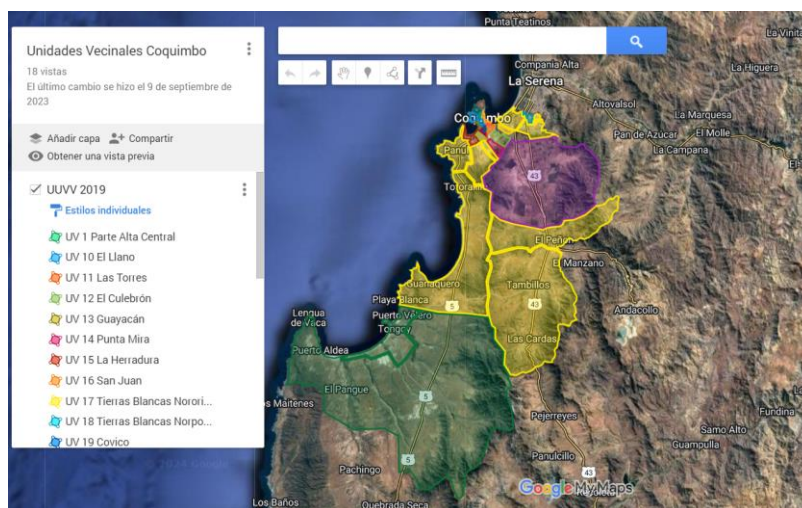 Unidades Vecinales Coquimbo
18 vistas
El último cambio se hizo el 9 de septiembre de
2023
Añadir capa Compartir
Obtener una vista previa
UUVV 2019
Estilos individuales
UV 1 Parte Alta Central
UV 10 El Llano
UV 11 Las Torres
UV 12 El Culebrón
UV 13 Guayacán
UV 14 Punta Mira
UV 15 La Herradura
UV 16 San Juan
UV 17 Tierras Blancas Norori...
UV 18 Tierras Blancas Norpo...
UV 19 Covico
Punta Teatinos
La Vinita
Compania Alta
La Serena
La Higuera
Altovalsol
Coquimbo
La Marquesa
Pan de Azúcar
El Molle
La Campana
Panul
43
Totoralillo
El Peñon
El Manzano
Guanaquero
Tambillos
Playa Blanca
5
43
Andacollo
Lengua
de Vaca
Puerto Velero
Tongoy
Las Cardas
Puerto Aldea
El Pangue
5
Los Maitenes
Pejerreyes
Fundina
Samo Alto
Guampulla
Panulcillo
5
Pachingo
43
Google My Maps
Los Baños
Quebrada Seca